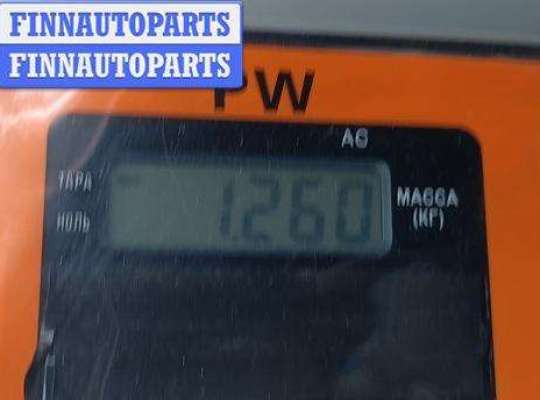 FINNAUTOPARTS
FINNAUTOPARTS
PW
AC
ТАРА
НОЛЬ
1.260
МАССА
(КГ)